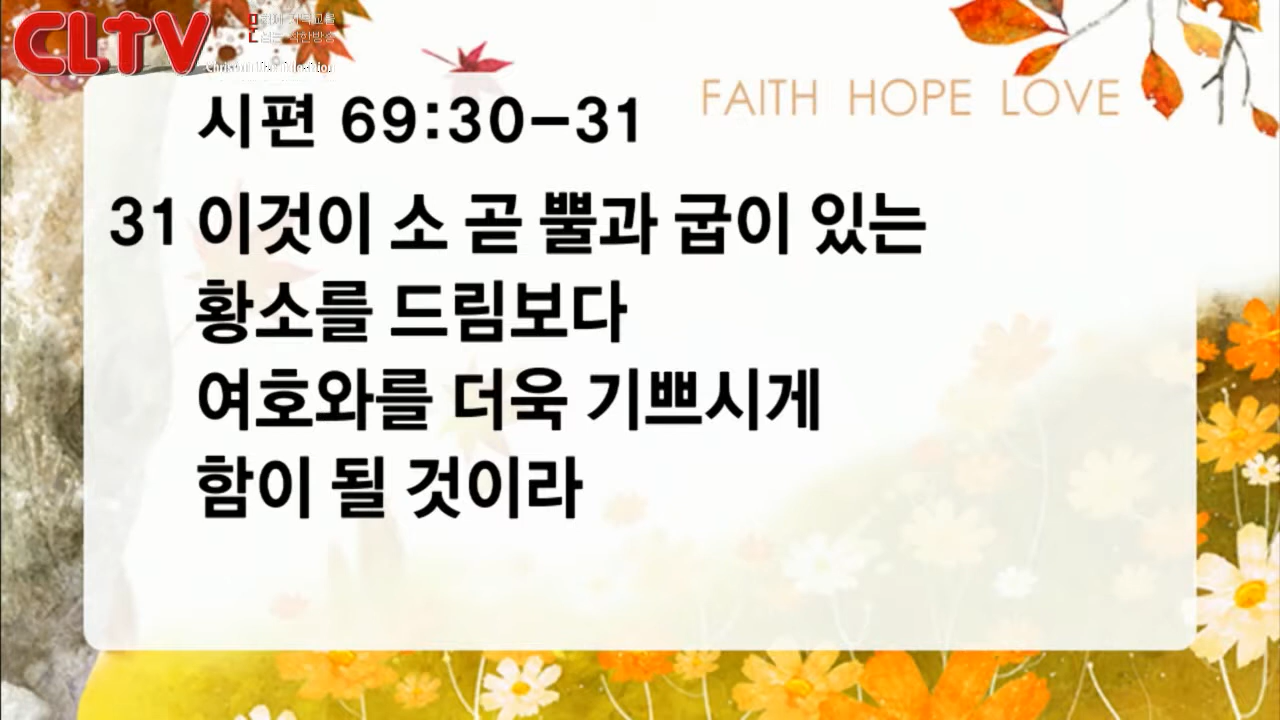 CLTV
FAITH HOPE LOVE
시편 69:30-31
31 이것이 소 곧 뿔과 굽이 있는
황소를 드림보다
여호와를 더욱 기쁘시게
함이 될 것이라